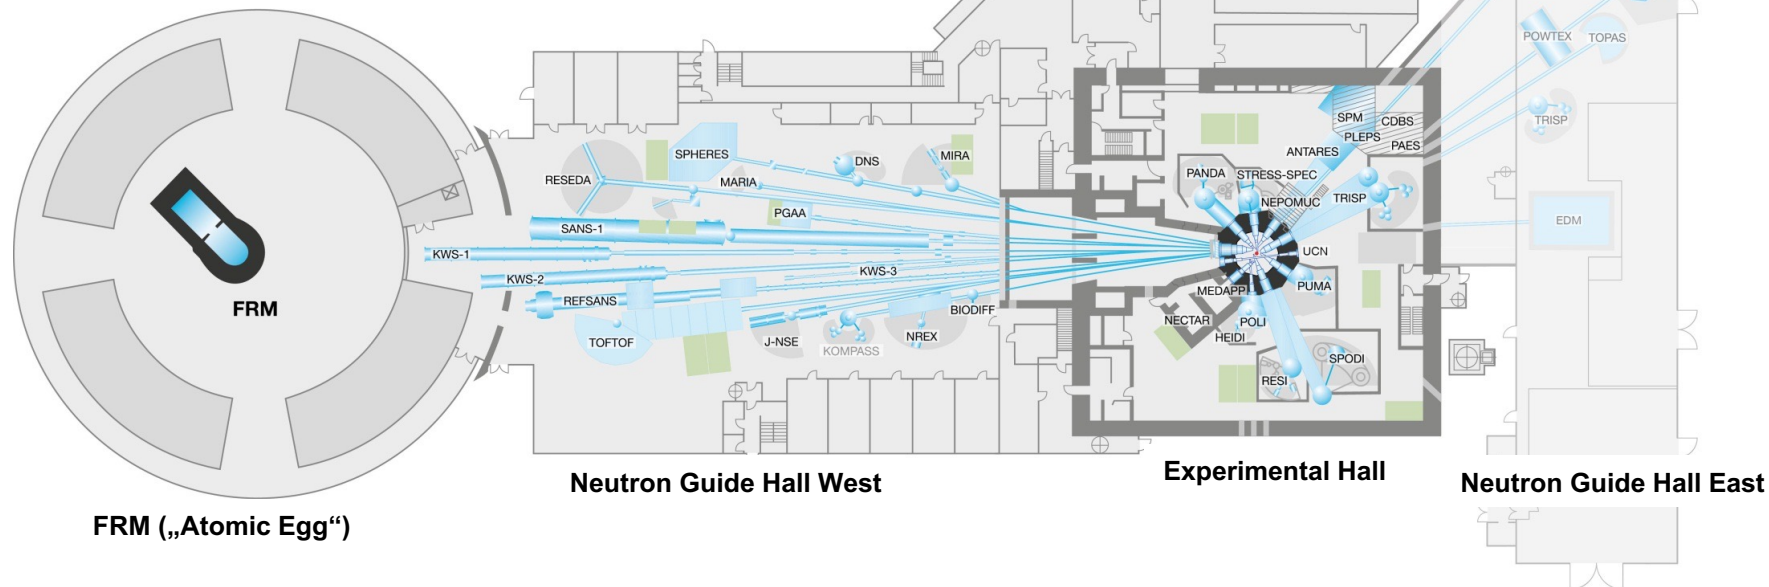 POWTEX
TOPAS
TRISP
EDM
SPM
CDBS
PLEPS
PAES
ANTARES
PANDA
STRESS-SPEC
NEPOMUC
TRISP
UCN
MEDAPP
PUMA
NECTAR
POLI
HEIDI
SPODI
RESI
SPHERES
DNS
MIRA
RESEDA
MARIA
PGAA
SANS-1
KWS-1
KWS-2
KWS-3
REFSANS
BIODIFF
TOFTOF
J-NSE
KOMPASS
NREX
FRM
Neutron Guide Hall West
Experimental Hall
Neutron Guide Hall East
FRM („Atomic Egg“)